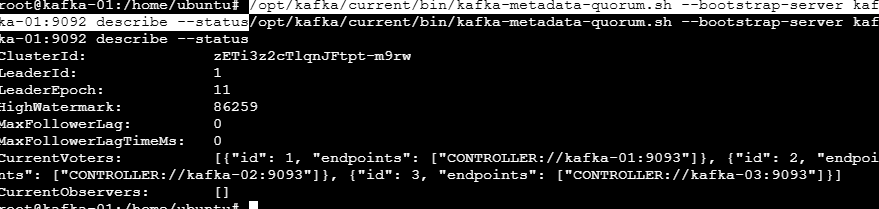 root@kafka-01:/home/ubuntu# /opt/kafka/current/bin/kafka-metadata-quorum.sh --bootstrap-server kaf
ka-01:9092 describe --status/opt/kafka/current/bin/kafka-metadata-quorum.sh --bootstrap-server kaf
ka-01:9092 describe --status
ClusterId:              zETi3z2cTlqnJFtpt-m9rw
LeaderId:               1
LeaderEpoch:            11
HighWatermark:          86259
MaxFollowerLag:         0
MaxFollowerLagTimeMs:   0
CurrentVoters:          [{"id": 1, "endpoints": ["CONTROLLER://kafka-01:9093"]}, {"id": 2, "endpoi
nts": ["CONTROLLER://kafka-02:9093"]}, {"id": 3, "endpoints": ["CONTROLLER://kafka-03:9093"]}]
CurrentObservers:       []
root@kafka-01:/home/ubuntu#